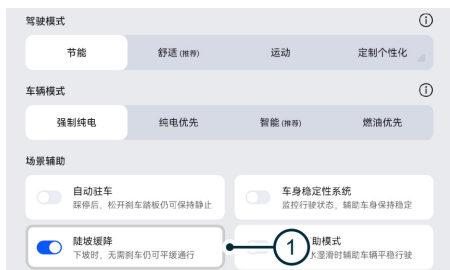 驾驶模式
节能 舒适 (推荐) 运动 定制个性化
车辆模式
强制纯电 纯电优先 智能 (推荐) 燃油优先
场景辅助
自动驻车 车身稳定性系统
踩停后，松开刹车踏板仍可保持静止 监控行驶状态，辅助车身保持稳定
陡坡缓降 1 助模式
下坡时，无需刹车仍可平缓通行 水湿滑时辅助车辆平稳行驶